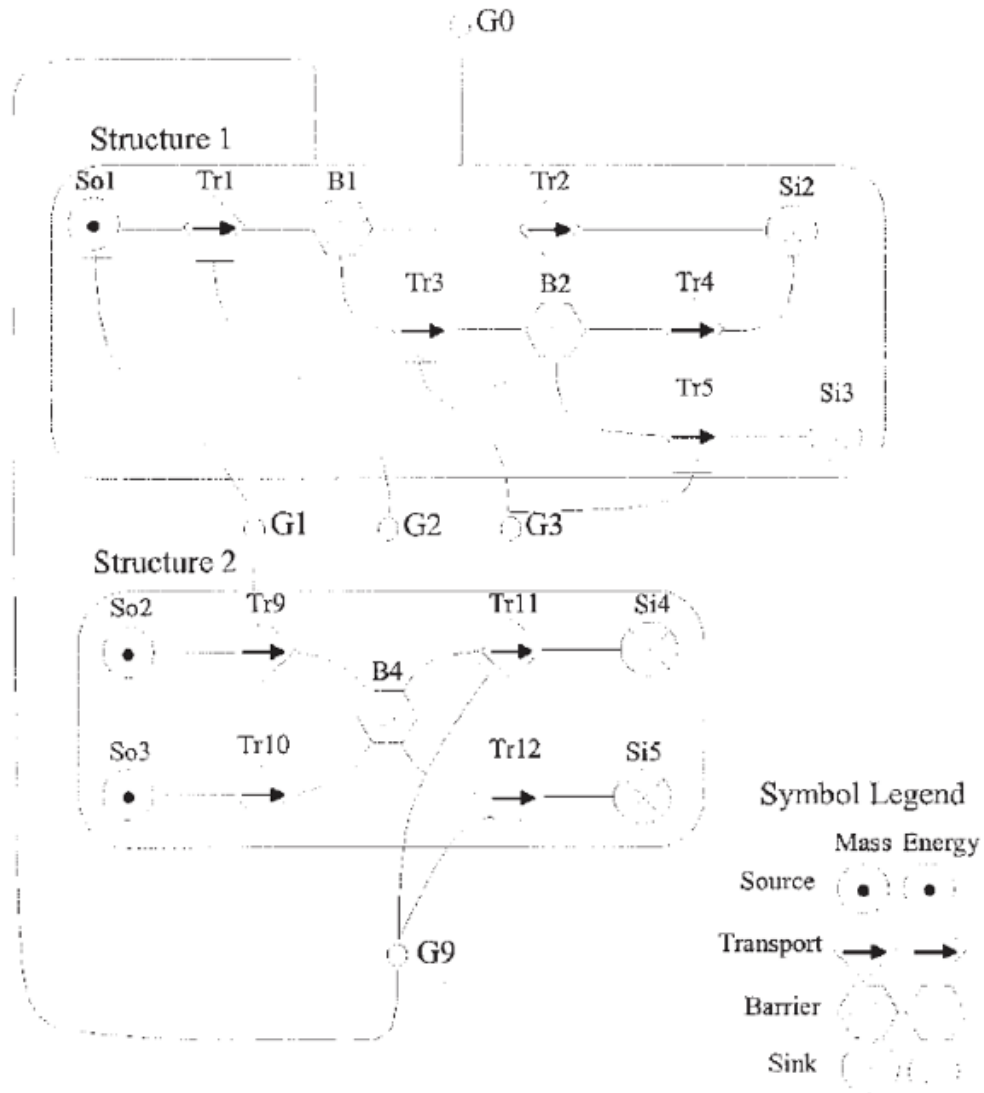 G0
Structure 1
So1 Tr1 B1 Tr2 Si2
Tr3 B2 Tr4
Tr5 Si3
G1 G2 G3
Structure 2
So2 Tr9 Tr11 Si4
B4
So3 Tr10 Tr12 Si5
Symbol Legend
Mass Energy
Source
Transport
G9
Barrier
Sink